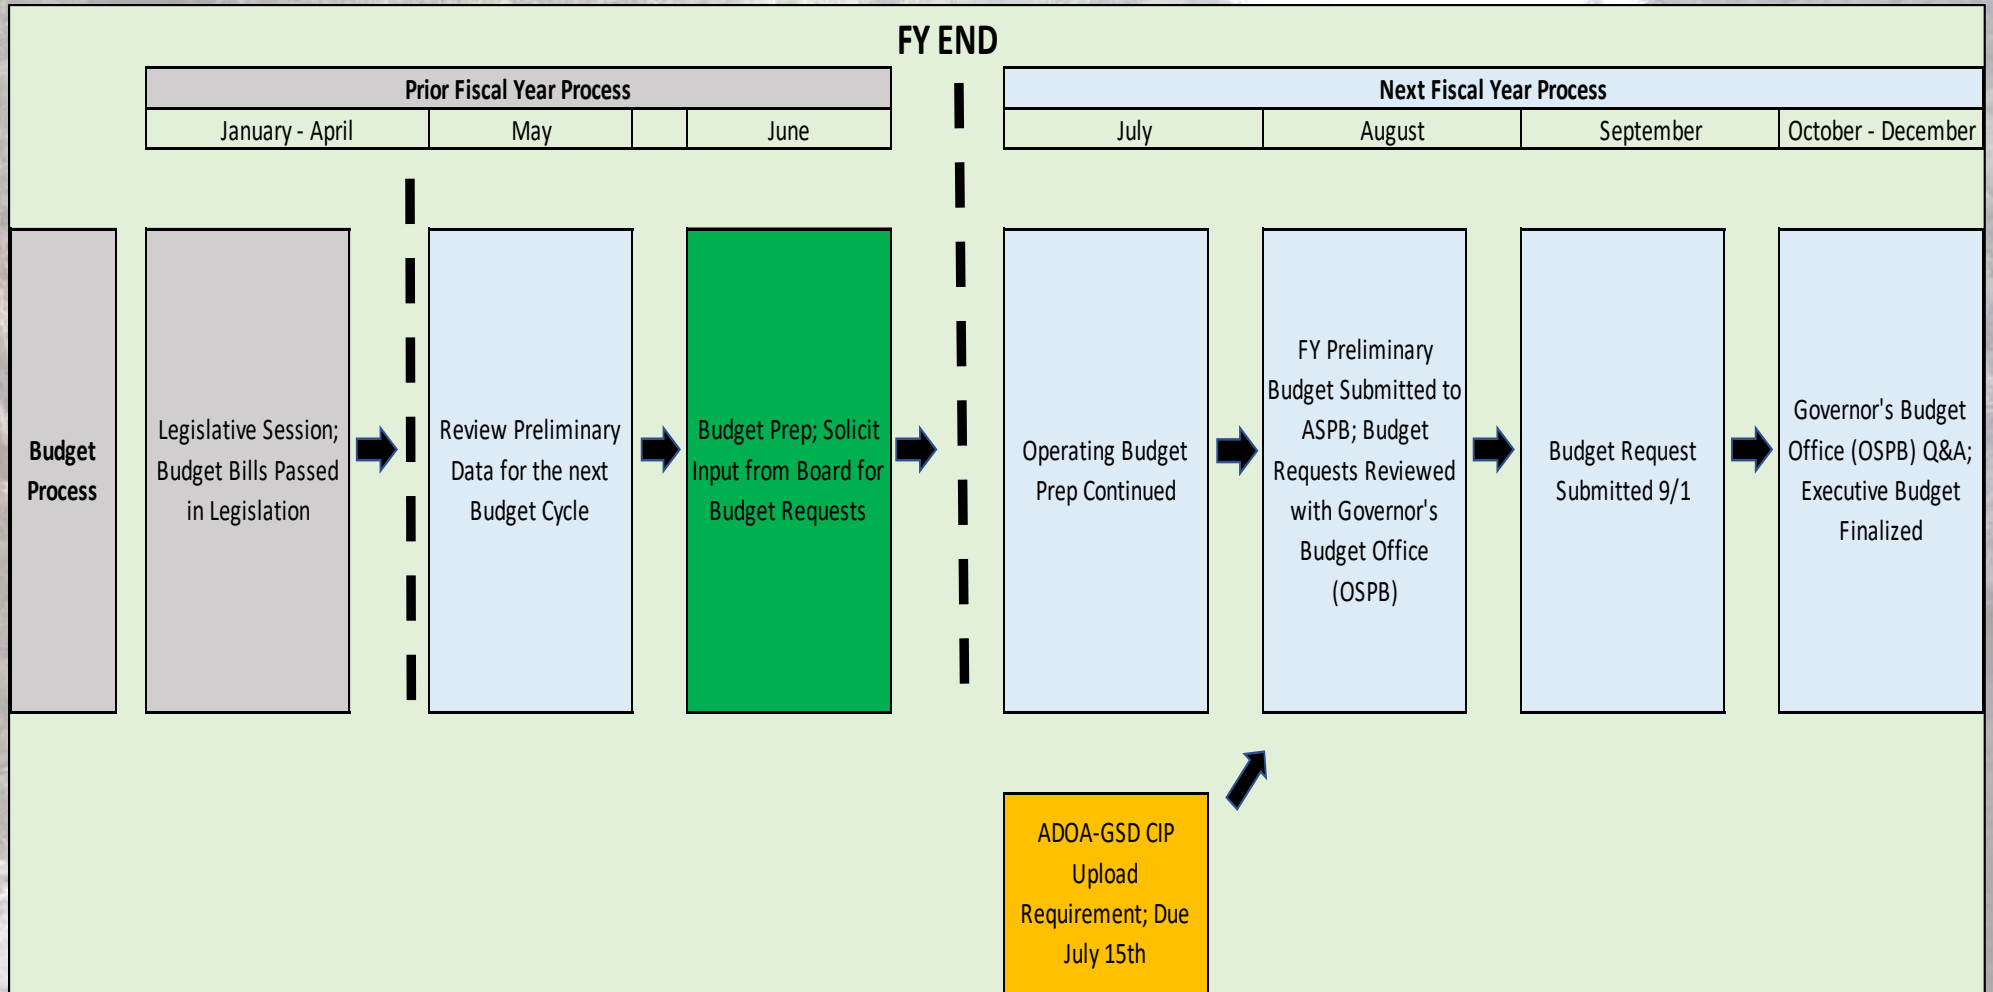 FY END
Prior Fiscal Year Process
Next Fiscal Year Process
January - April
May
June
July
August
September
October - December
Budget
Process
Legislative Session;
Budget Bills Passed
in Legislation
Review Preliminary
Data for the next
Budget Cycle
Budget Prep; Solicit
Input from Board for
Budget Requests
Operating Budget
Prep Continued
FY Preliminary
Budget Submitted to
ASPB; Budget
Requests Reviewed
with Governor's
Budget Office
(OSPB)
Budget Request
Submitted 9/1
Governor's Budget
Office (OSPB) Q&A;
Executive Budget
Finalized
ADOA-GSD CIP
Upload
Requirement; Due
July 15th